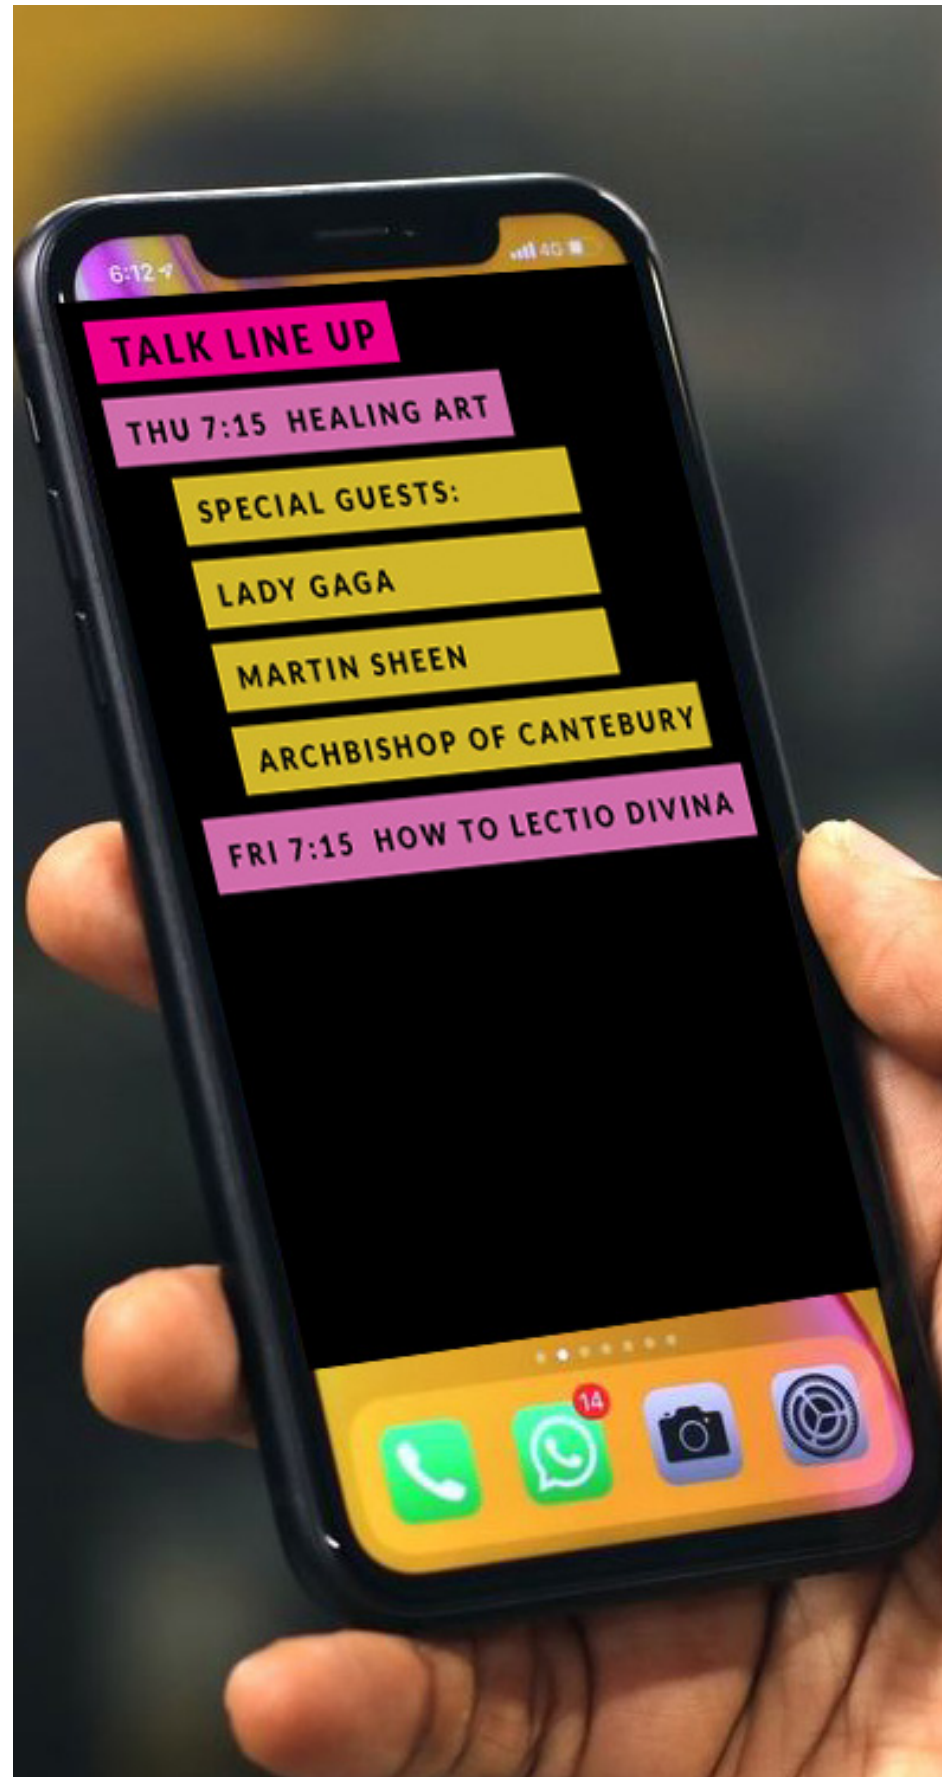 6:12
4G
TALK LINE UP
THU 7:15 HEALING ART
SPECIAL GUESTS:
LADY GAGA
MARTIN SHEEN
ARCHBISHOP OF CANTEBURY
FRI 7:15 HOW TO LECTIO DIVINA
14